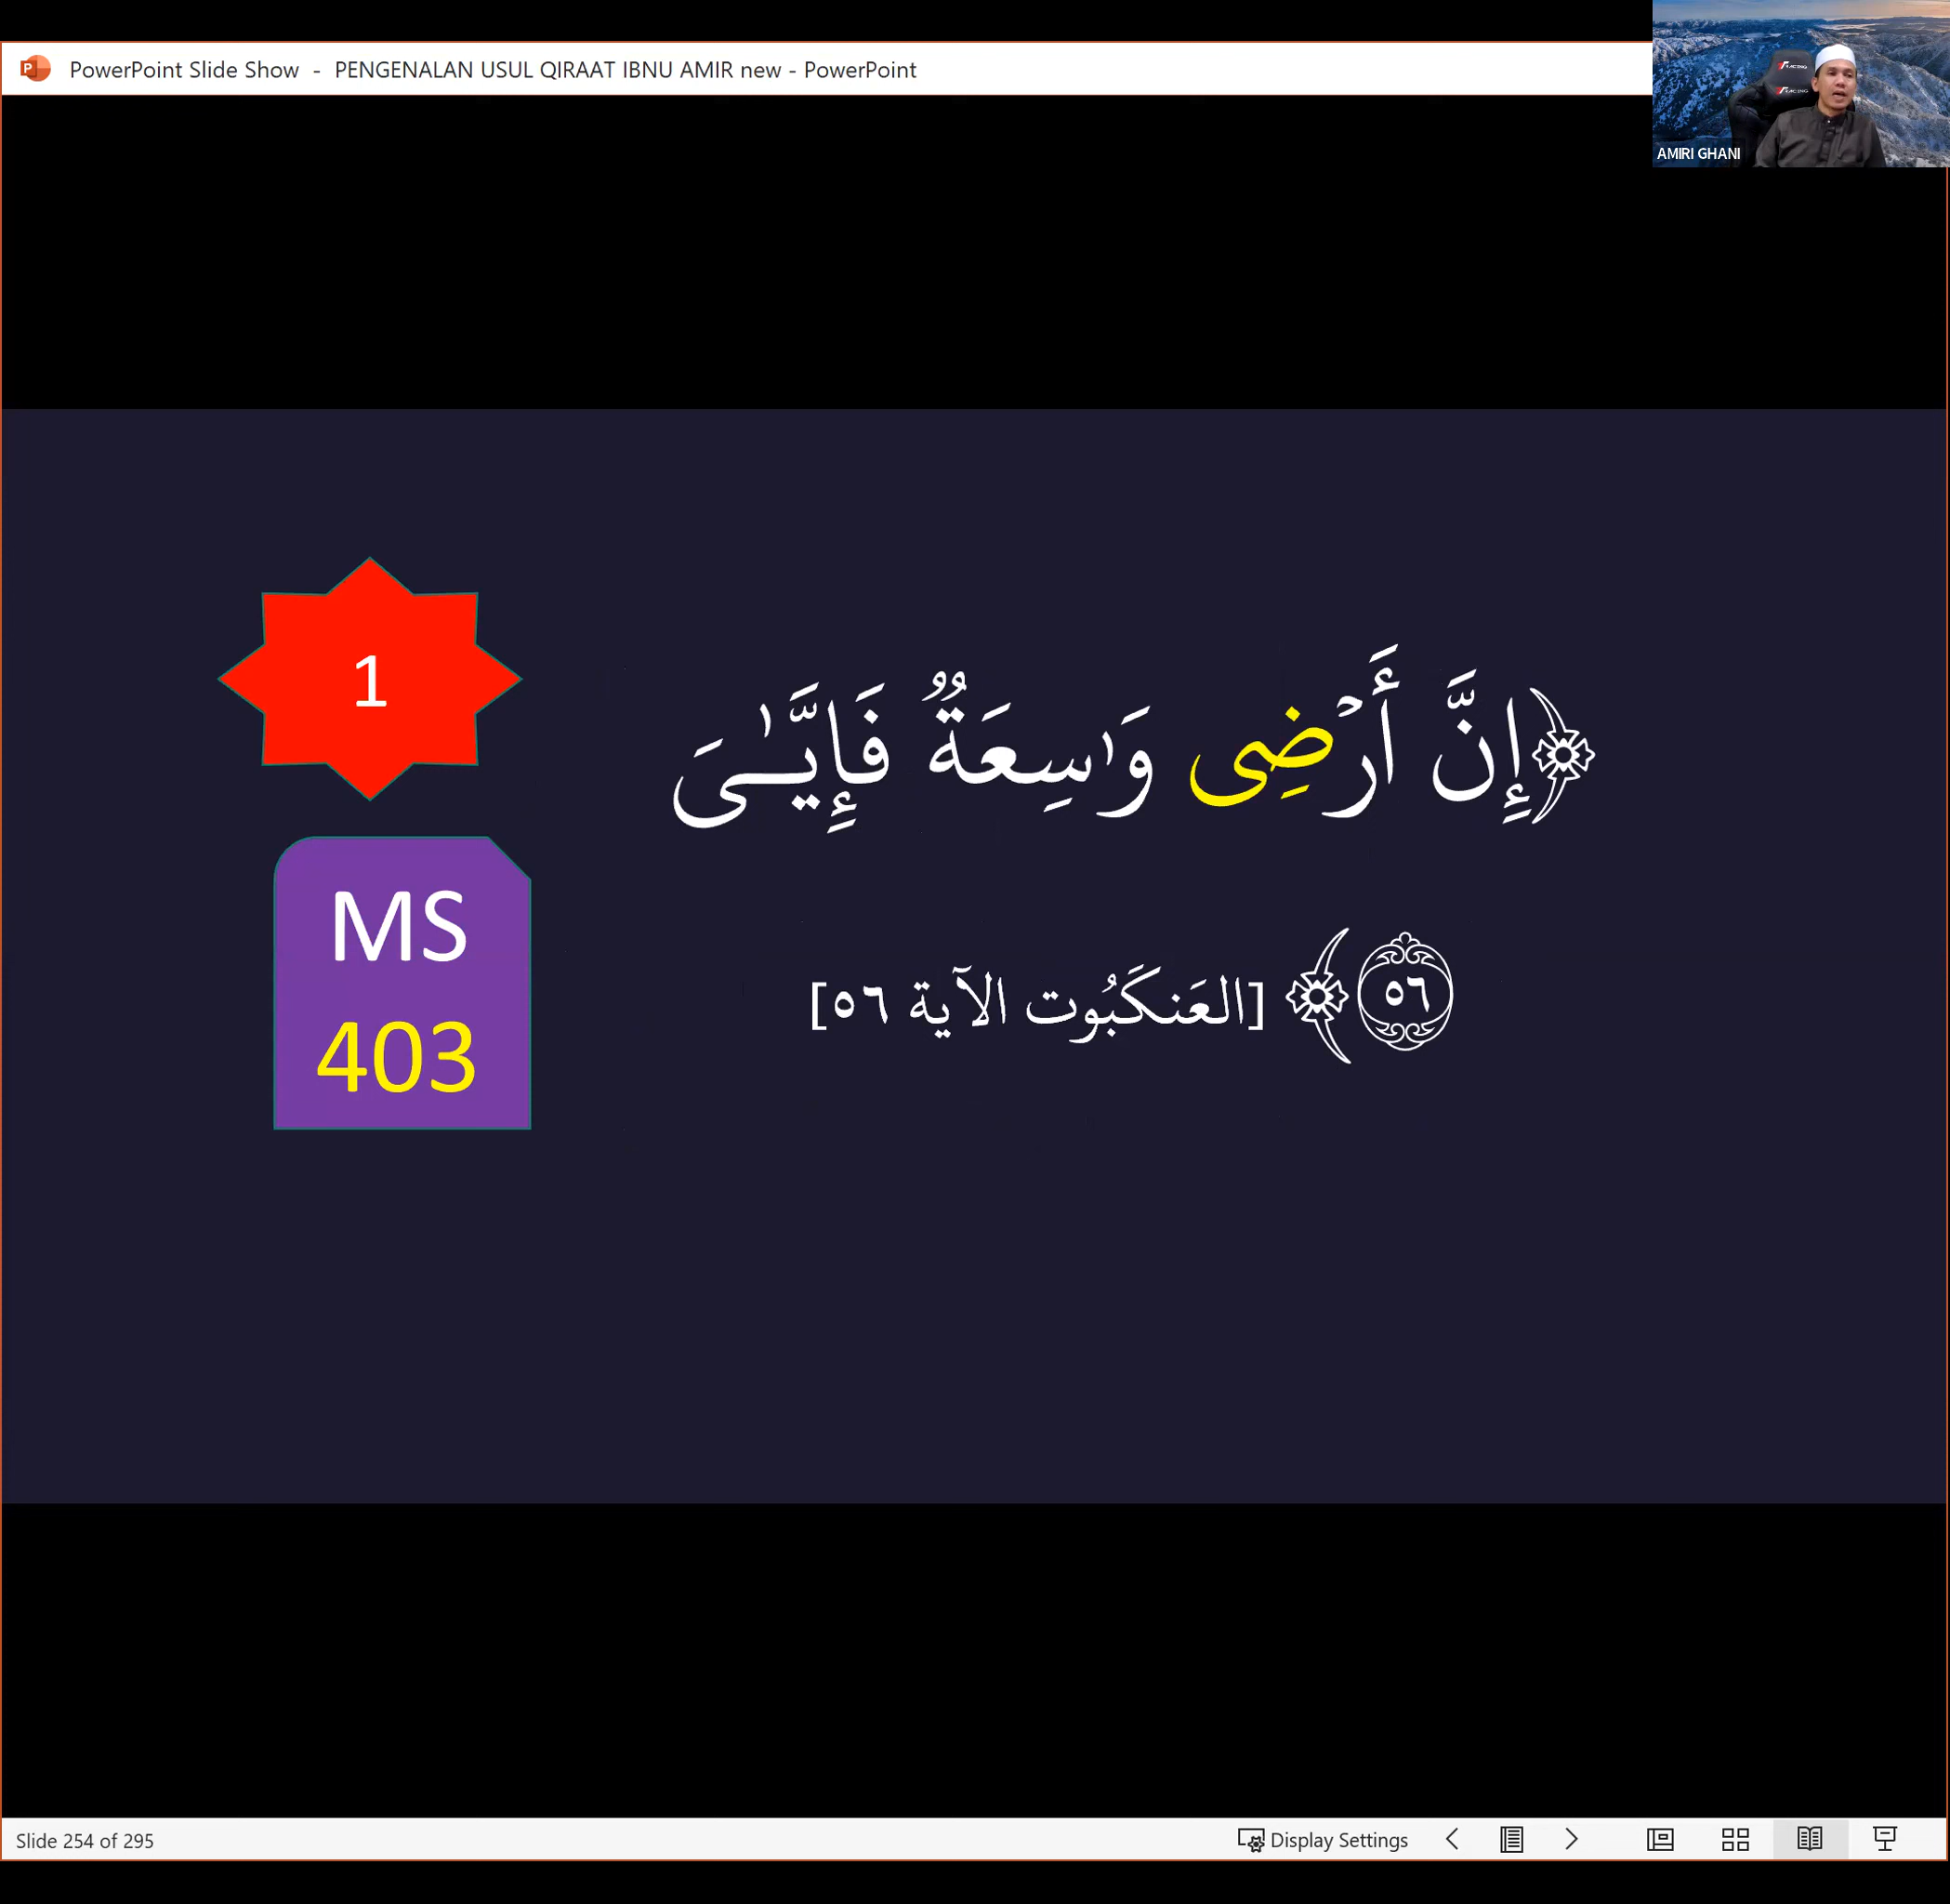 PowerPoint Slide Show - PENGENALAN USUL QIRAAT IBNU AMIR new - PowerPoint
AMIRI GHANI
1
﴿إِنَّ أَرۡضِى وَٰسِعَةٌ فَإِيَّـٰىَ
٥٦﴾ [العَنكَبُوت الآية ٥٦]
MS
403
Slide 254 of 295
Display Settings